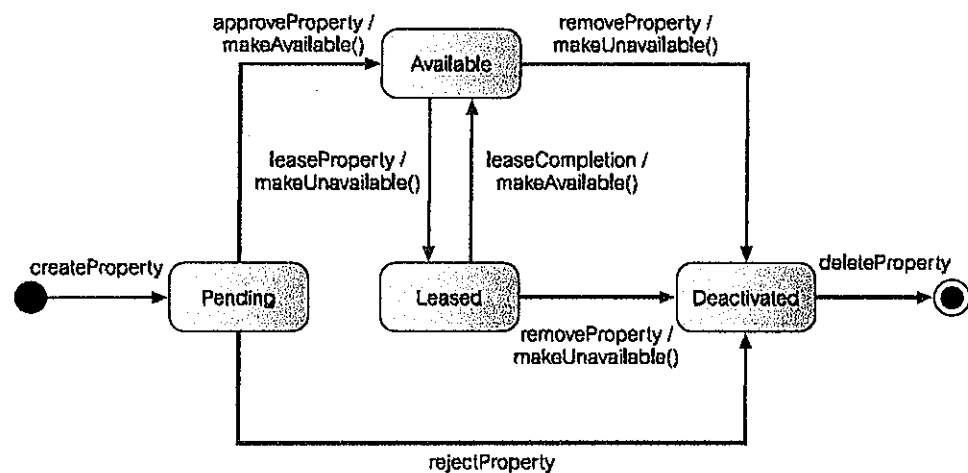 approveProperty /
makeAvailable()
removeProperty /
makeUnavailable()
Available
leaseProperty /
makeUnavailable()
leaseCompletion /
makeAvailable()
createProperty
deleteProperty
Pending
Leased
Deactivated
removeProperty /
makeUnavailable()
rejectProperty